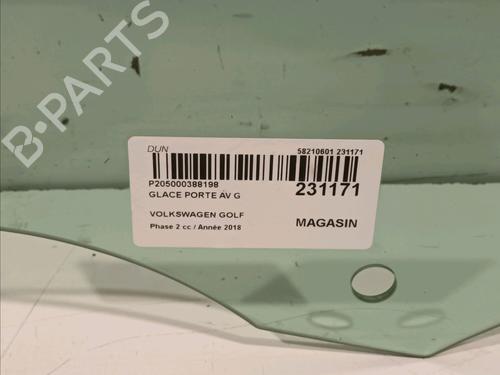 B-PARTS
DUN
58210601 231171
P205000388198
GLACE PORTE AV G
231171
VOLKSWAGEN GOLF
MAGASIN
Phase 2 cc / Année 2018